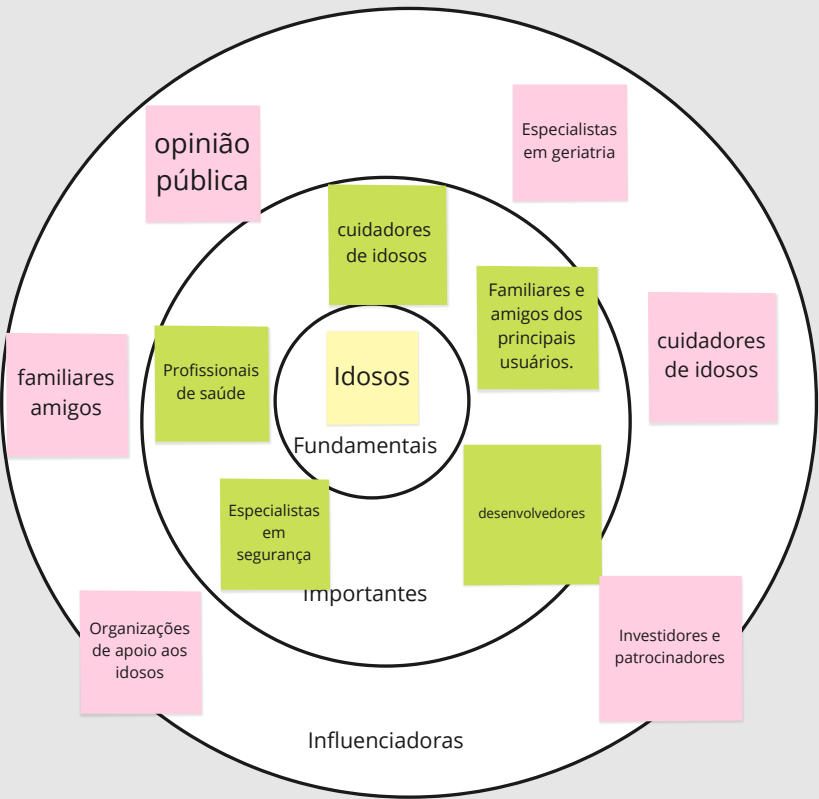 opinião
pública
Especialistas
em geriatria
cuidadores
de idosos
Familiares e
amigos dos
principais
usuários.
cuidadores
de idosos
Profissionais
de saúde
Idosos
familiares
amigos
Fundamentais
Especialistas
em
segurança
desenvolvedores
Importantes
Organizações
de apoio aos
idosos
Investidores e
patrocinadores
Influenciadoras